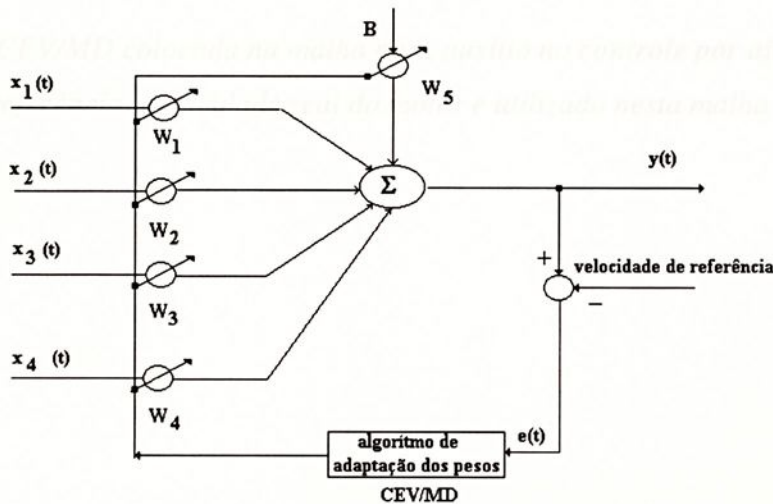 B
W5
x1(t)
W1
x2(t)
W2
Σ
y(t)
x3(t)
W3
+
velocidade de referência
−
x4 (t)
W4
e(t)
algorítmo de
adaptação dos pesos
CEV/MD